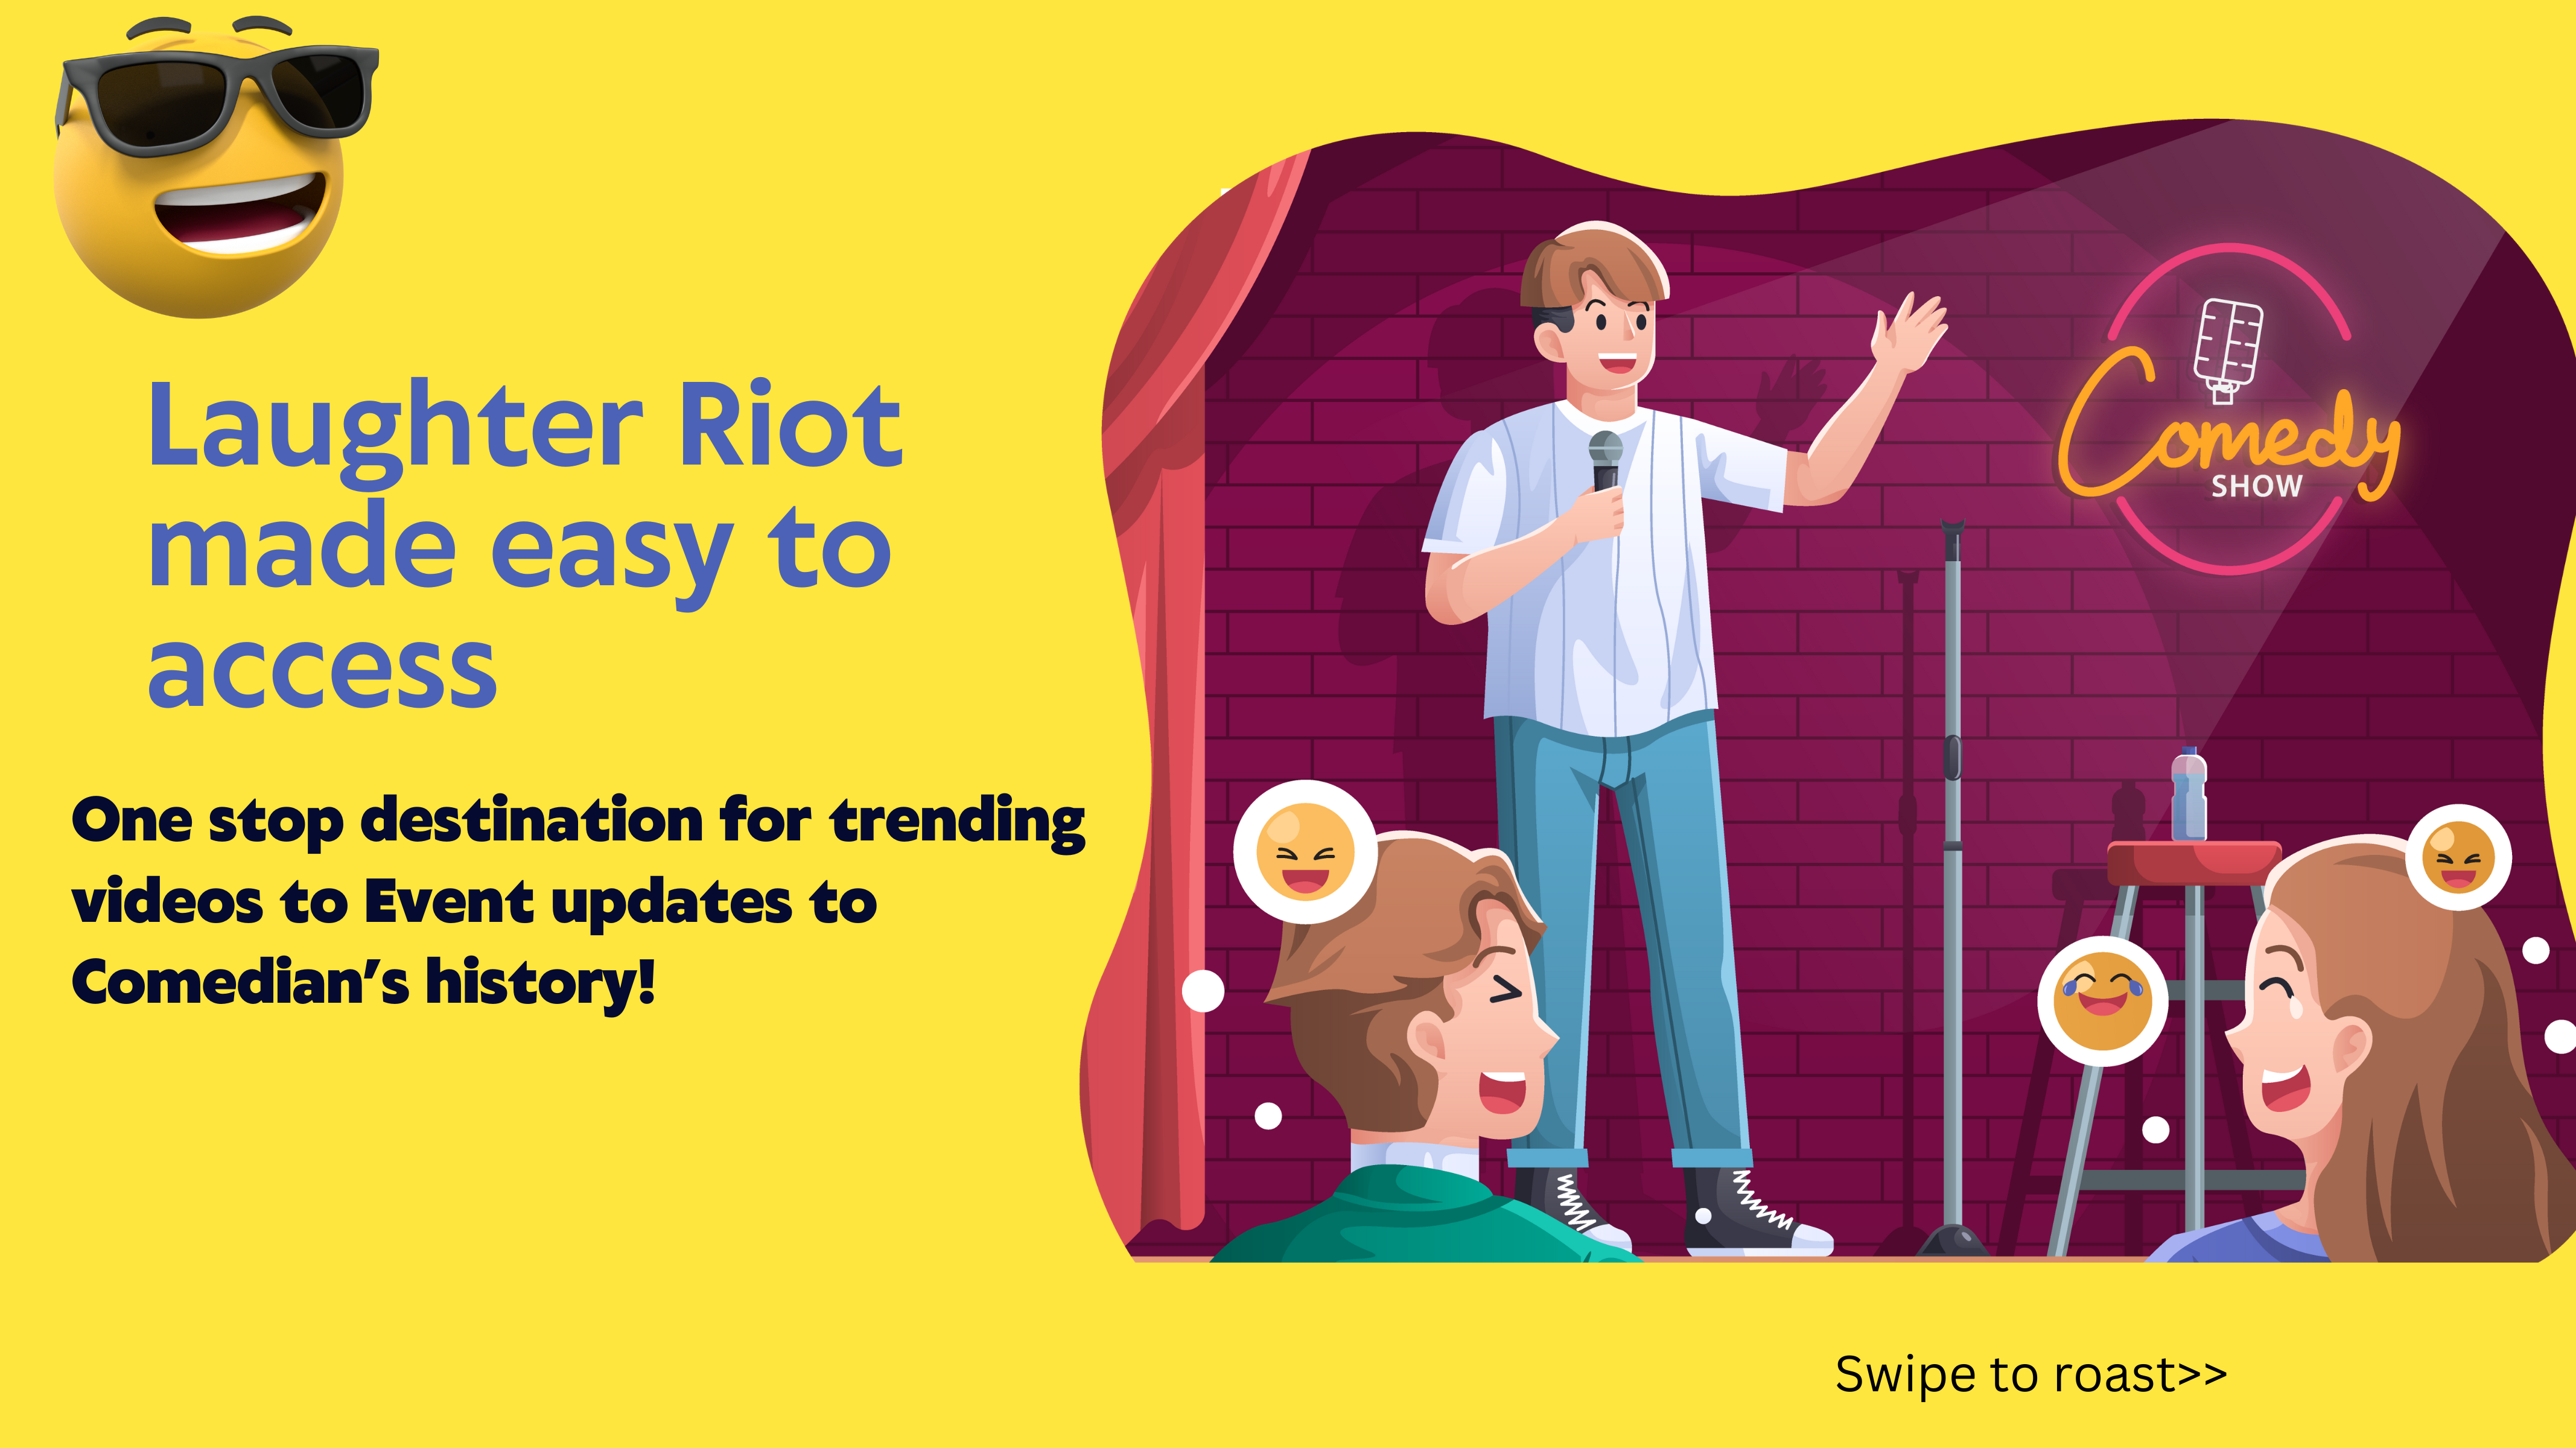 Laughter Riot
made easy to
access
One stop destination for trending
videos to Event updates to
Comedian's history!
Comedy
SHOW
Swipe to roast>>